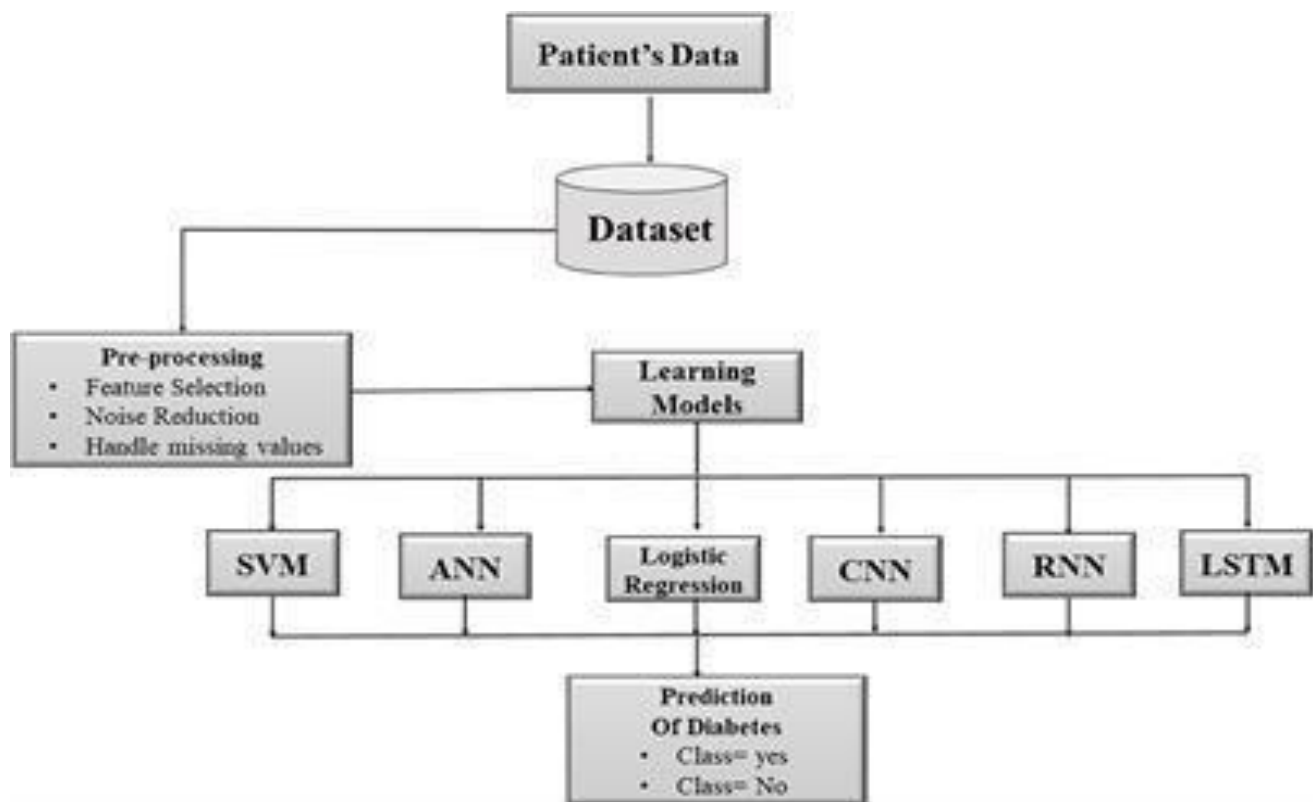 Patient's Data
Dataset
Pre-processing
• Feature Selection
• Noise Reduction
• Handle missing values
Learning
Models
SVM
ANN
Logistic
Regression
CNN
RNN
LSTM
Prediction
Of Diabetes
• Class= yes
• Class= No